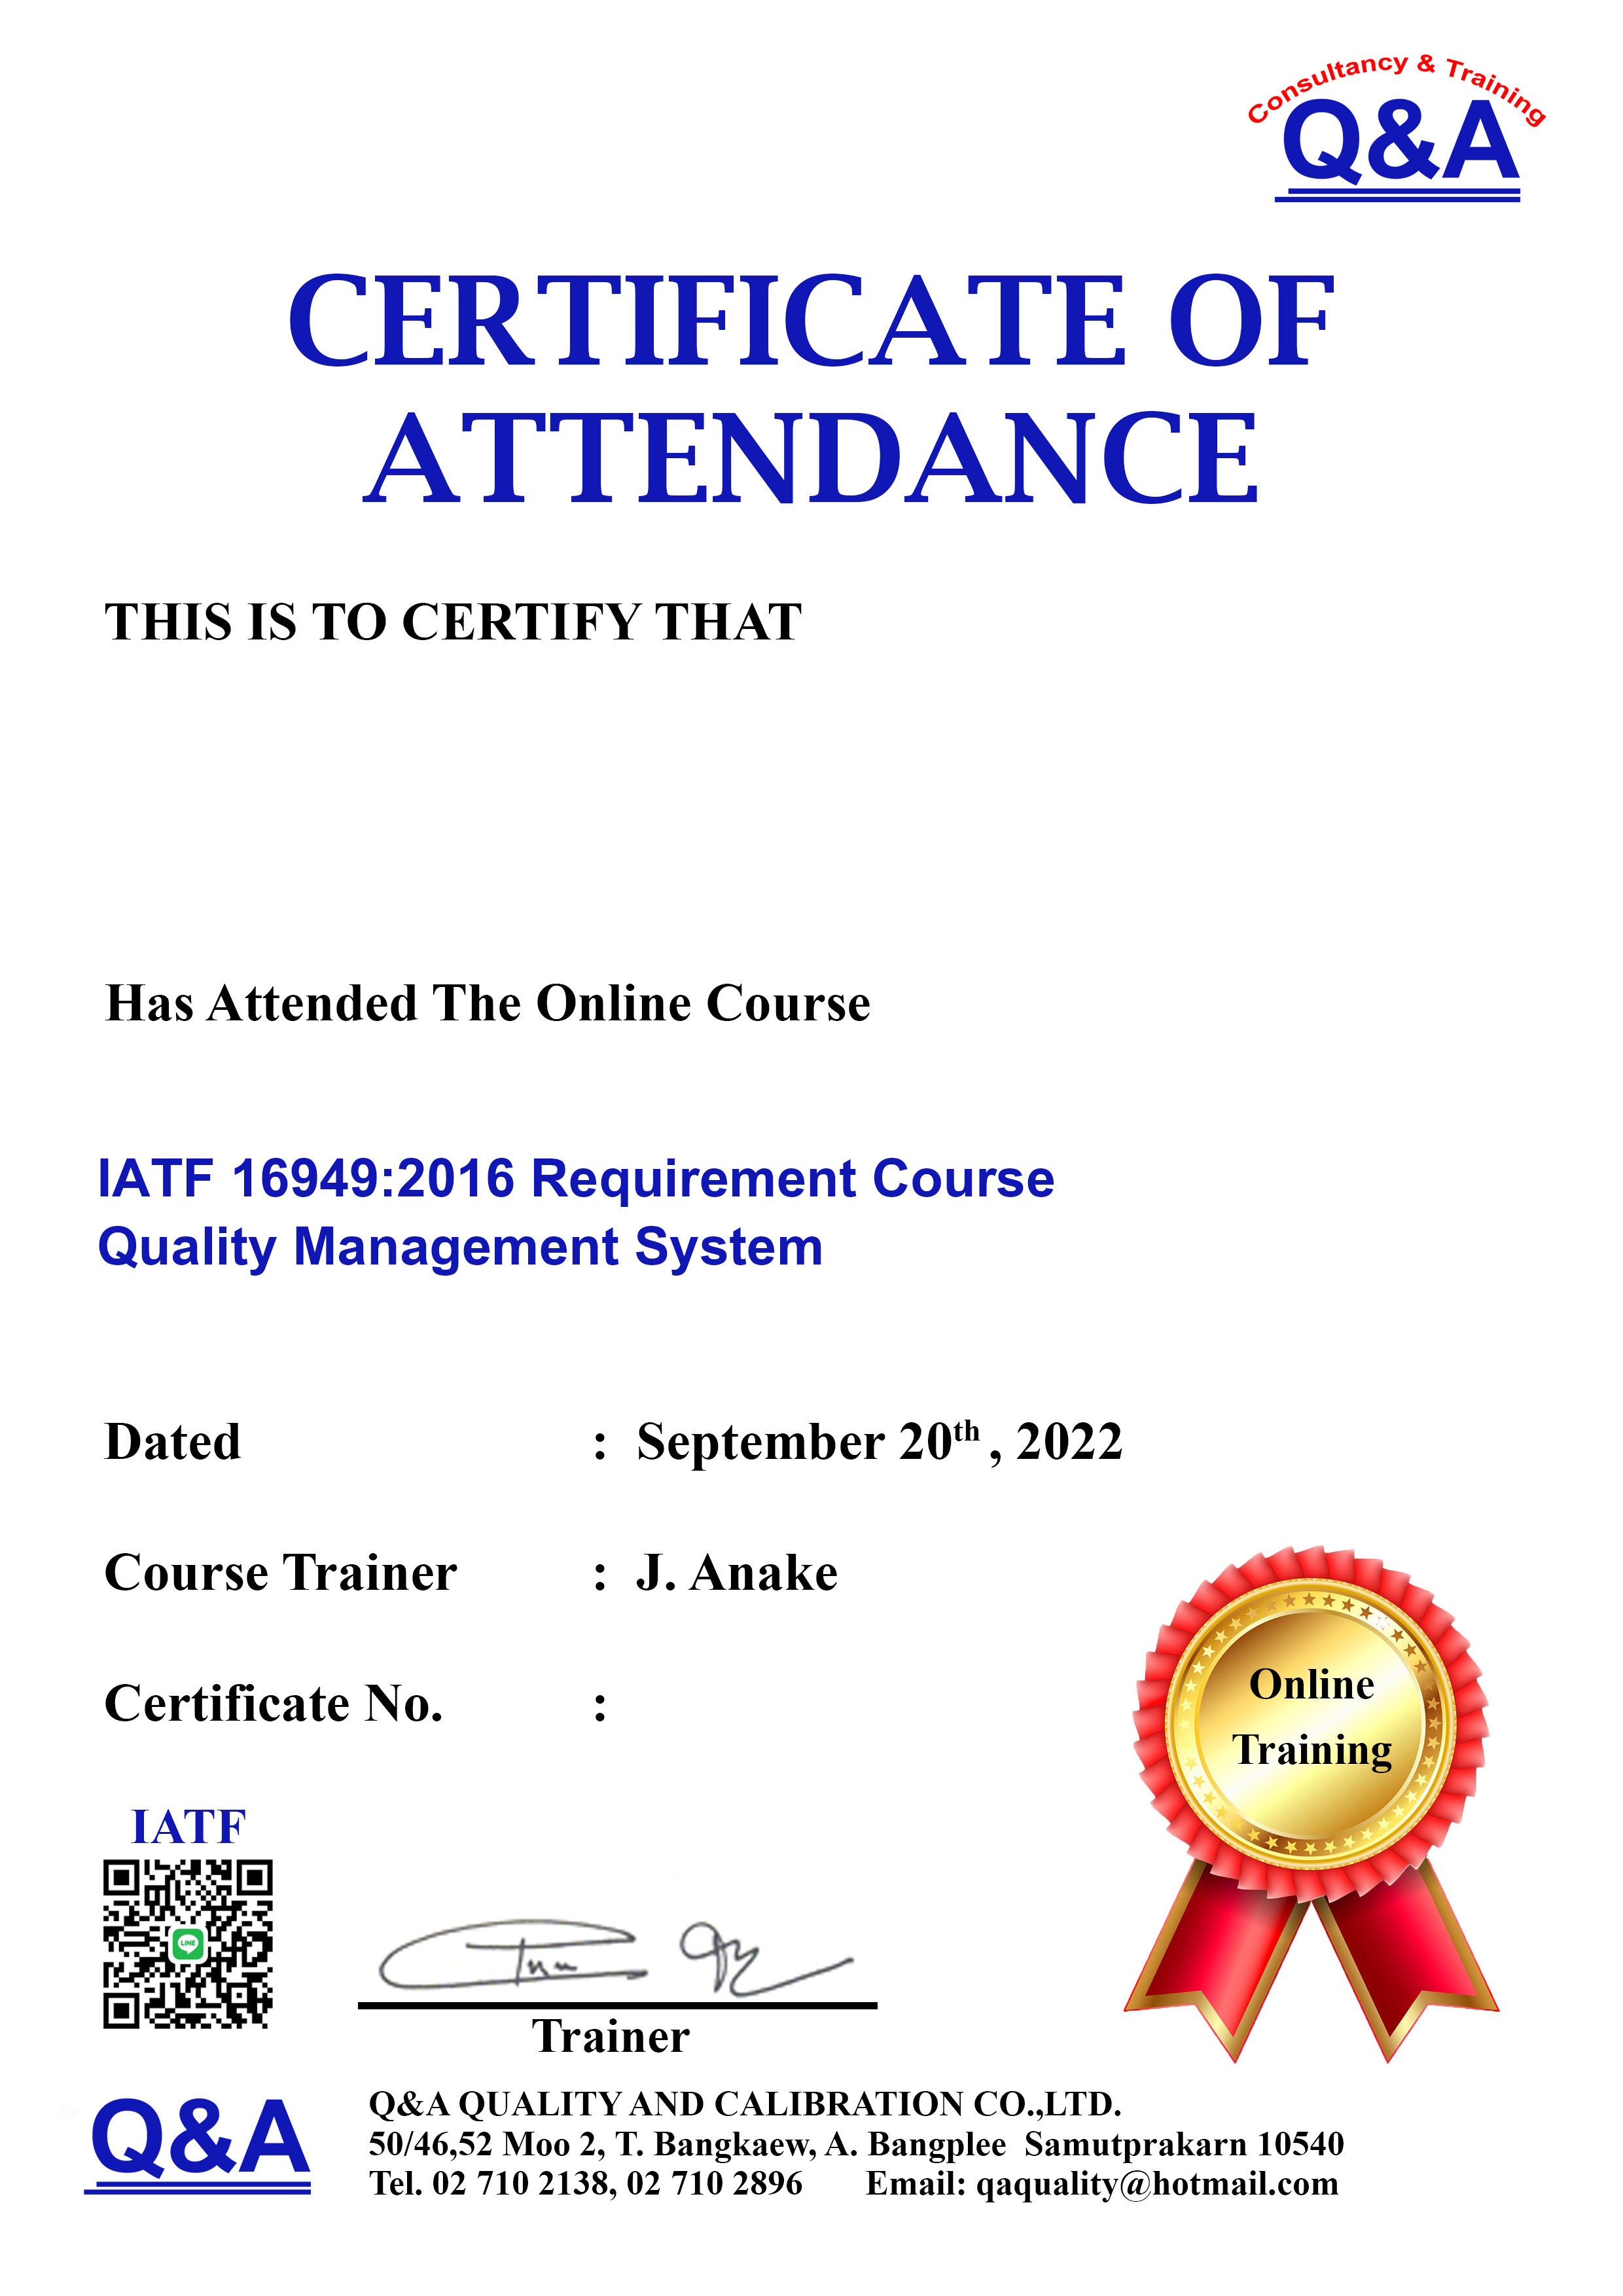 Consultancy & Training
Q&A
CERTIFICATE OF
ATTENDANCE
THIS IS TO CERTIFY THAT
Has Attended The Online Course
IATF 16949:2016 Requirement Course
Quality Management System
Dated : September 20th , 2022
Course Trainer : J. Anake
Certificate No. :
Online
Training
IATF
LINE
Trainer
Q&A
Q&A QUALITY AND CALIBRATION CO.,LTD.
50/46,52 Moo 2, T. Bangkaew, A. Bangplee Samutprakarn 10540
Tel. 02 710 2138, 02 710 2896 Email: qaquality@hotmail.com